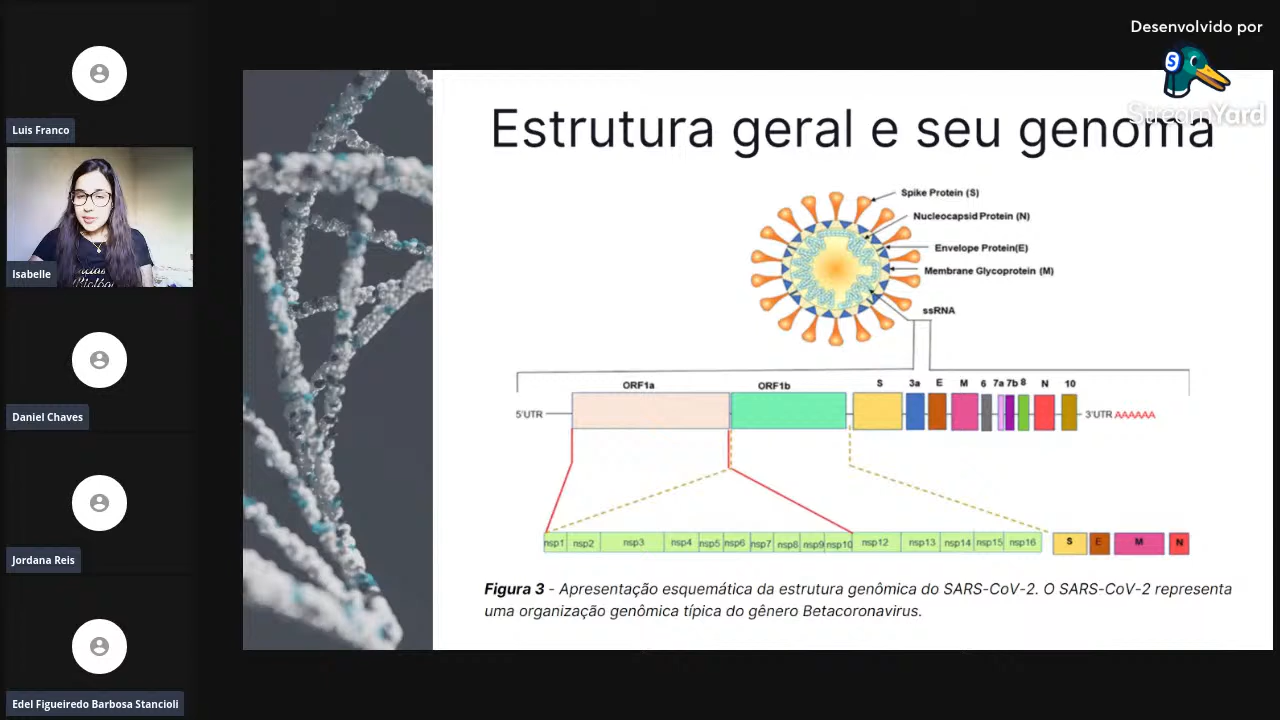 Desenvolvido por
StreamYard
Luis Franco
Isabelle
Daniel Chaves
Jordana Reis
Edel Figueiredo Barbosa Stancioli
Estrutura geral e seu genoma
Spike Protein (S)
Nucleocapsid Protein (N)
Envelope Protein(E)
Membrane Glycoprotein (M)
ssRNA
ORF1a ORF1b S 3a E M 6 7a 7b 8 N 10
5'UTR 3'UTR AAAAAA
nsp1 nsp2 nsp3 nsp4 nsp5 nsp6 nsp7 nsp8 nsp9 nsp10 nsp12 nsp13 nsp14 nsp15 nsp16 S E M N
Figura 3 - Apresentação esquemática da estrutura genômica do SARS-CoV-2. O SARS-CoV-2 representa
uma organização genômica típica do gênero Betacoronavirus.